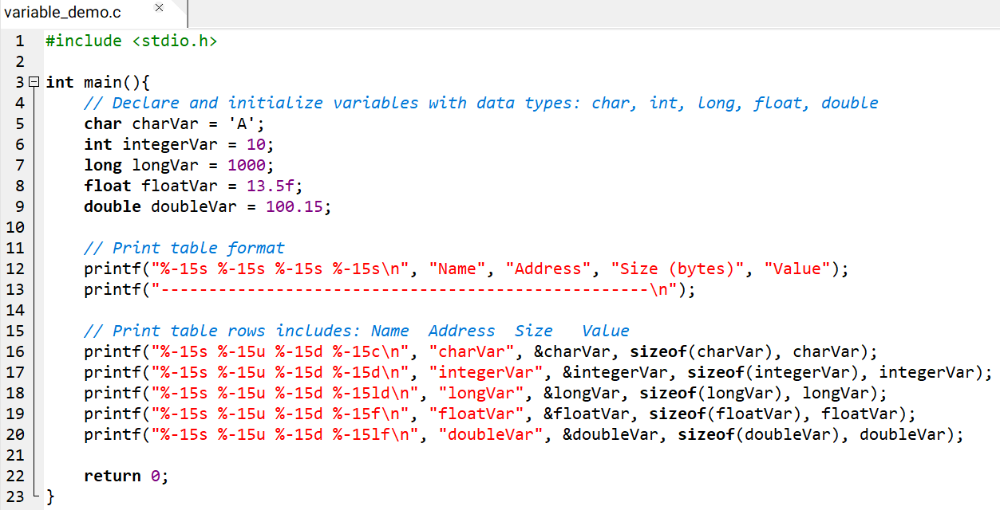 variable_demo.c ×
1 #include <stdio.h>
2
3 int main(){
4     // Declare and initialize variables with data types: char, int, long, float, double
5     char charVar = 'A';
6     int integerVar = 10;
7     long longVar = 1000;
8     float floatVar = 13.5f;
9     double doubleVar = 100.15;
10
11     // Print table format
12     printf("%-15s %-15s %-15s %-15s\n", "Name", "Address", "Size (bytes)", "Value");
13     printf("---------------------------------------------------\n");
14
15     // Print table rows includes: Name  Address  Size   Value
16     printf("%-15s %-15u %-15d %-15c\n", "charVar", &charVar, sizeof(charVar), charVar);
17     printf("%-15s %-15u %-15d %-15d\n", "integerVar", &integerVar, sizeof(integerVar), integerVar);
18     printf("%-15s %-15u %-15d %-15ld\n", "longVar", &longVar, sizeof(longVar), longVar);
19     printf("%-15s %-15u %-15d %-15f\n", "floatVar", &floatVar, sizeof(floatVar), floatVar);
20     printf("%-15s %-15u %-15d %-15lf\n", "doubleVar", &doubleVar, sizeof(doubleVar), doubleVar);
21
22     return 0;
23 }